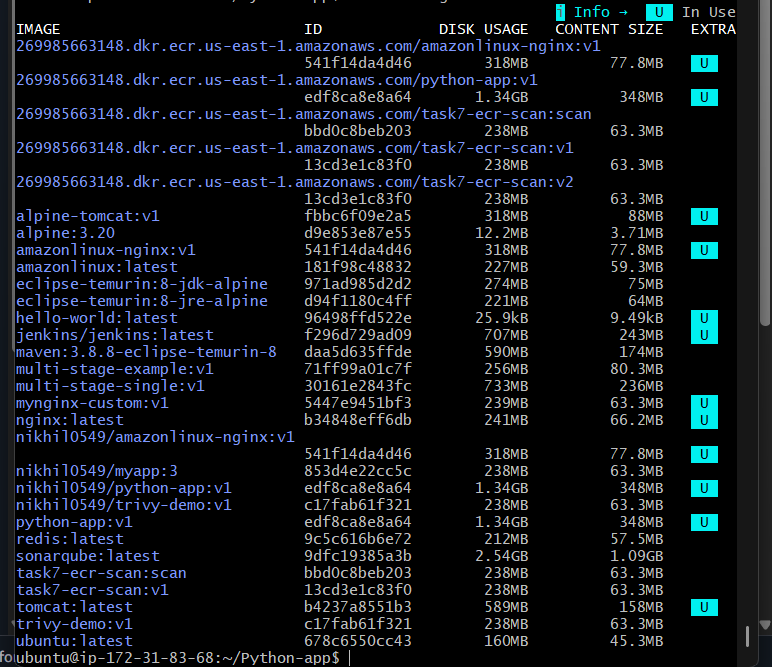 i Info → U In Use
IMAGE ID DISK USAGE CONTENT SIZE EXTRA
269985663148.dkr.ecr.us-east-1.amazonaws.com/amazonlinux-nginx:v1
541f14da4d46 318MB 77.8MB U
269985663148.dkr.ecr.us-east-1.amazonaws.com/python-app:v1
edf8ca8e8a64 1.34GB 348MB U
269985663148.dkr.ecr.us-east-1.amazonaws.com/task7-ecr-scan:scan
bbd0c8beb203 238MB 63.3MB
269985663148.dkr.ecr.us-east-1.amazonaws.com/task7-ecr-scan:v1
13cd3e1c83f0 238MB 63.3MB
269985663148.dkr.ecr.us-east-1.amazonaws.com/task7-ecr-scan:v2
13cd3e1c83f0 238MB 63.3MB
alpine-tomcat:v1 fbbc6f09e2a5 318MB 88MB U
alpine:3.20 d9e853e87e55 12.2MB 3.71MB
amazonlinux-nginx:v1 541f14da4d46 318MB 77.8MB U
amazonlinux:latest 181f98c48832 227MB 59.3MB
eclipse-temurin:8-jdk-alpine 971ad985d2d2 274MB 75MB
eclipse-temurin:8-jre-alpine d94f1180c4ff 221MB 64MB
hello-world:latest 96498ffd522e 25.9kB 9.49kB U
jenkins/jenkins:latest f296d729ad09 707MB 243MB U
maven:3.8.8-eclipse-temurin-8 daa5d635ffde 590MB 174MB
multi-stage-example:v1 71ff99a01c7f 256MB 80.3MB
multi-stage-single:v1 30161e2843fc 733MB 236MB
mynginx-custom:v1 5447e9451bf3 239MB 63.3MB U
nginx:latest b34848eff6db 241MB 66.2MB U
nikhil0549/amazonlinux-nginx:v1
541f14da4d46 318MB 77.8MB U
nikhil0549/myapp:3 853d4e22cc5c 238MB 63.3MB
nikhil0549/python-app:v1 edf8ca8e8a64 1.34GB 348MB U
nikhil0549/trivy-demo:v1 c17fab61f321 238MB 63.3MB
python-app:v1 edf8ca8e8a64 1.34GB 348MB U
redis:latest 9c5c616b6e72 212MB 57.5MB
sonarqube:latest 9dfc19385a3b 2.54GB 1.09GB
task7-ecr-scan:scan bbd0c8beb203 238MB 63.3MB
task7-ecr-scan:v1 13cd3e1c83f0 238MB 63.3MB
tomcat:latest b4237a8551b3 589MB 158MB U
trivy-demo:v1 c17fab61f321 238MB 63.3MB
ubuntu:latest 678c6550cc43 160MB 45.3MB
ubuntu@ip-172-31-83-68:~/Python-app$